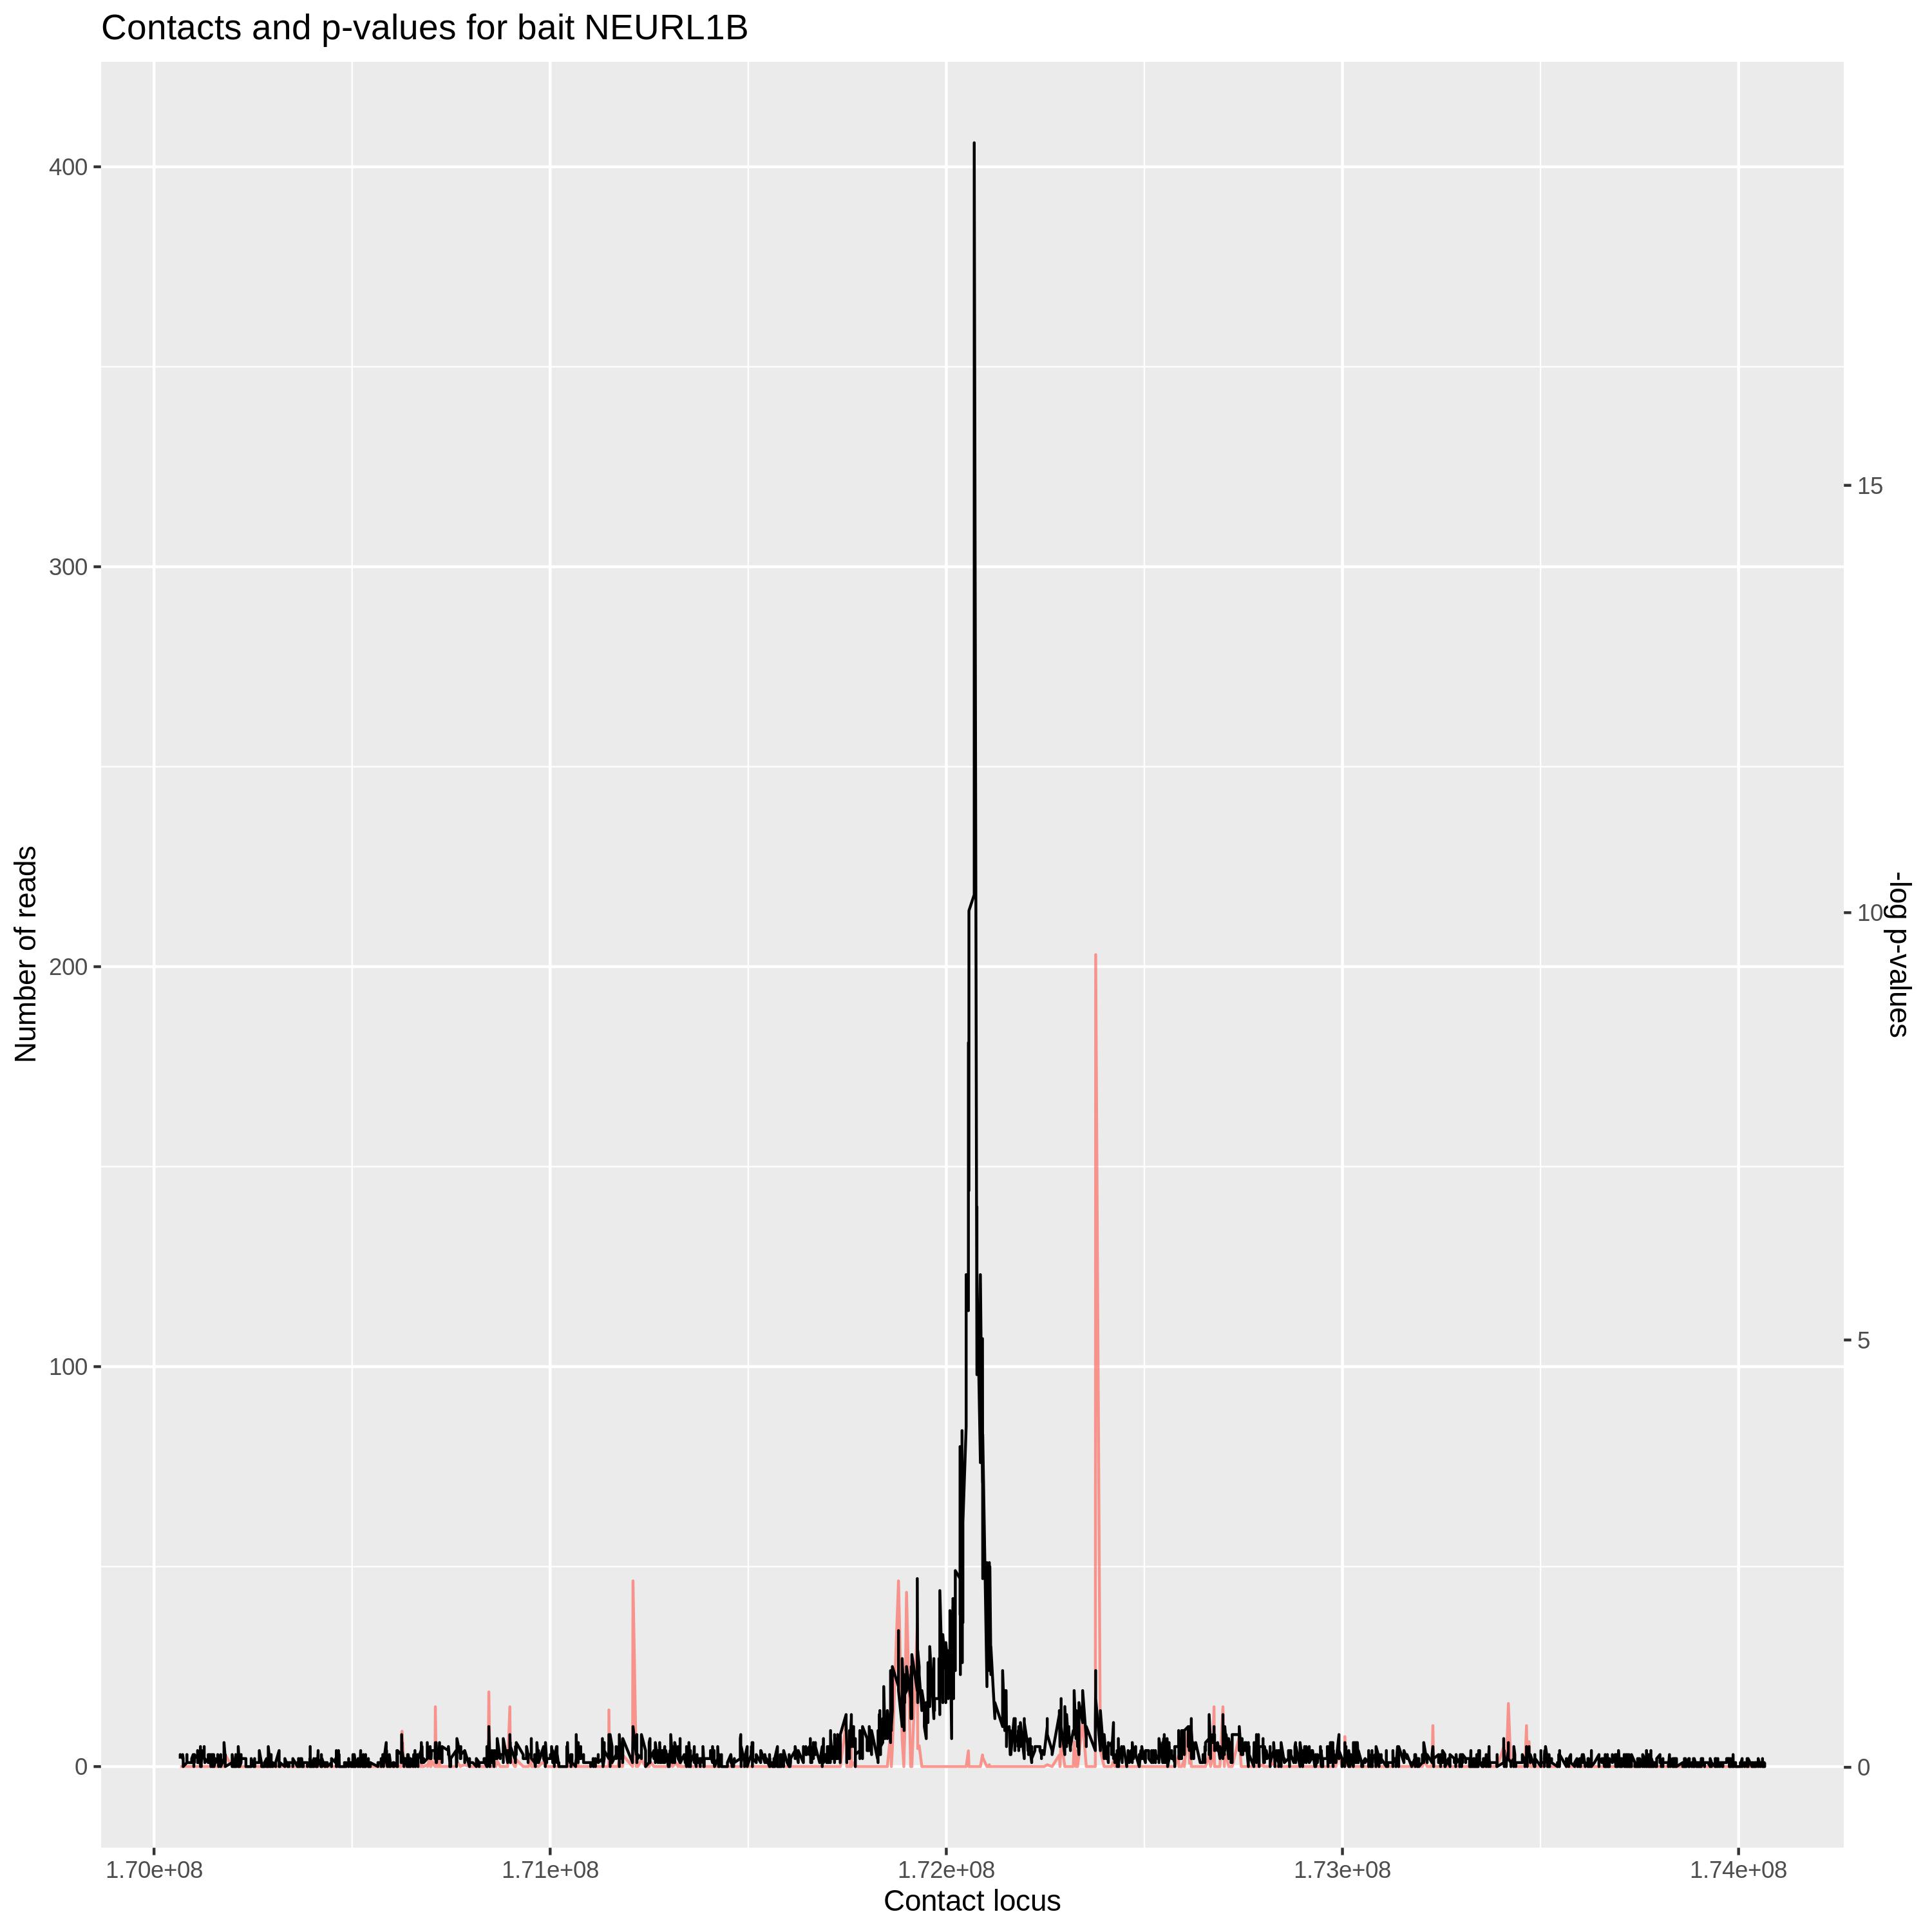 Contacts and p-values for bait NEURL1B
400
300
200
100
0
Number of reads
15
10
5
0
-log p-values
1.70e+08
1.71e+08
1.72e+08
1.73e+08
1.74e+08
Contact locus